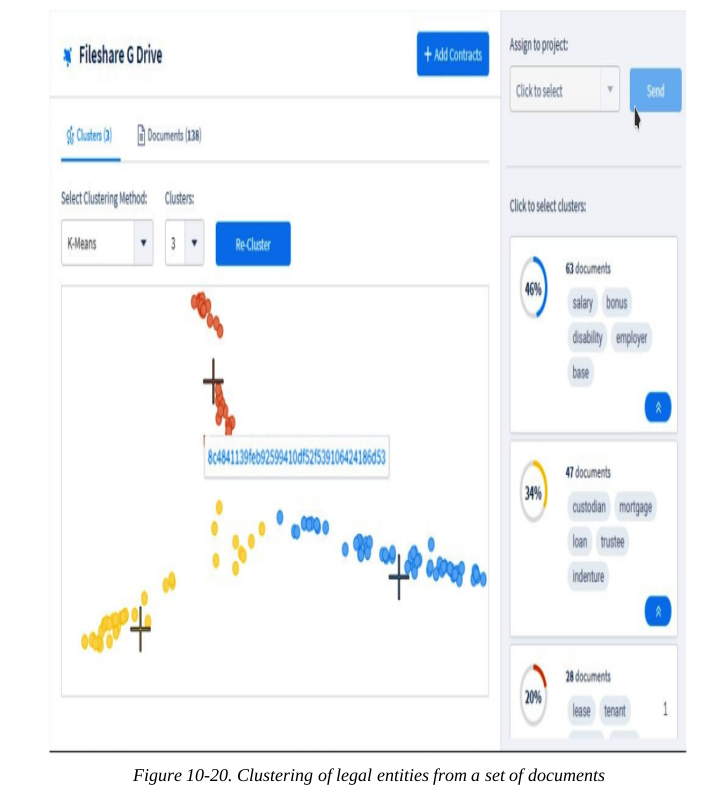 Fileshare G Drive
+ Add Contracts
Clusters (3)
Documents (138)
Select Clustering Method:
Clusters:
K-Means
3
Re-Cluster
8c4841139feb92599410df52f539106424186d53
Assign to project:
Click to select
Send
Click to select clusters:
46%
63 documents
salary bonus
disability employer
base
34%
47 documents
custodian mortgage
loan trustee
indenture
20%
28 documents
lease tenant
1
Figure 10-20. Clustering of legal entities from a set of documents